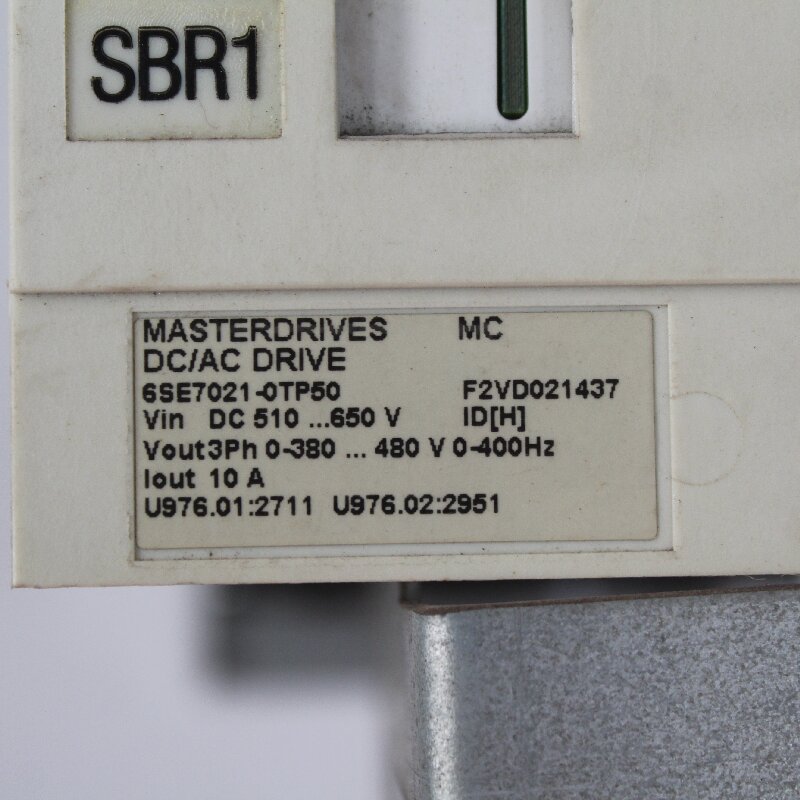 SBR1
MASTERDRIVES MC
DC/AC DRIVE
6SE7021-0TP50 F2VD021437
Vin DC 510 ...650 V ID[H]
Vout3Ph 0-380 ... 480 V 0-400Hz
Iout 10 A
U976.01:2711 U976.02:2951